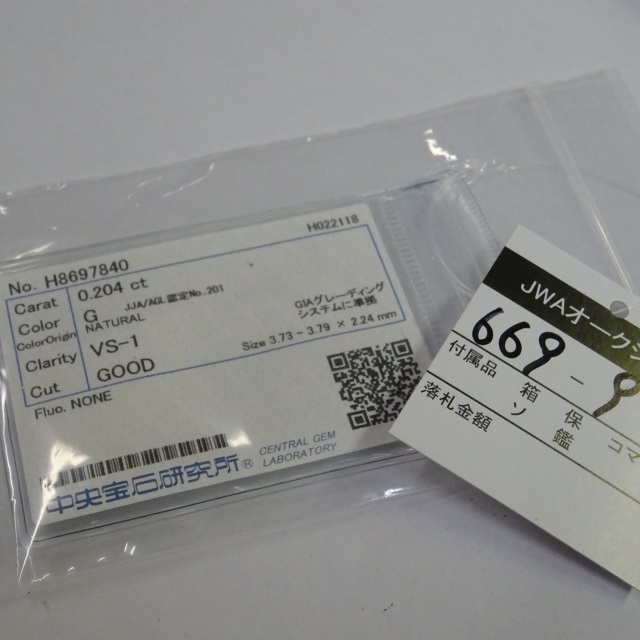 H022118
No. H8697840
Carat 0.204 ct
JJA/AGL認定No.201
Color G
ColorOrigin NATURAL
GIAグレーディング
システムに準拠
Clarity VS-1
Size 3.73 - 3.79 × 2.24 mm
Cut GOOD
Fluo. NONE
中央宝石研究所® CENTRAL GEM
LABORATORY
JWAオークシ
669-9
付属品 箱 保 コマ
ソ 鑑
落札金額